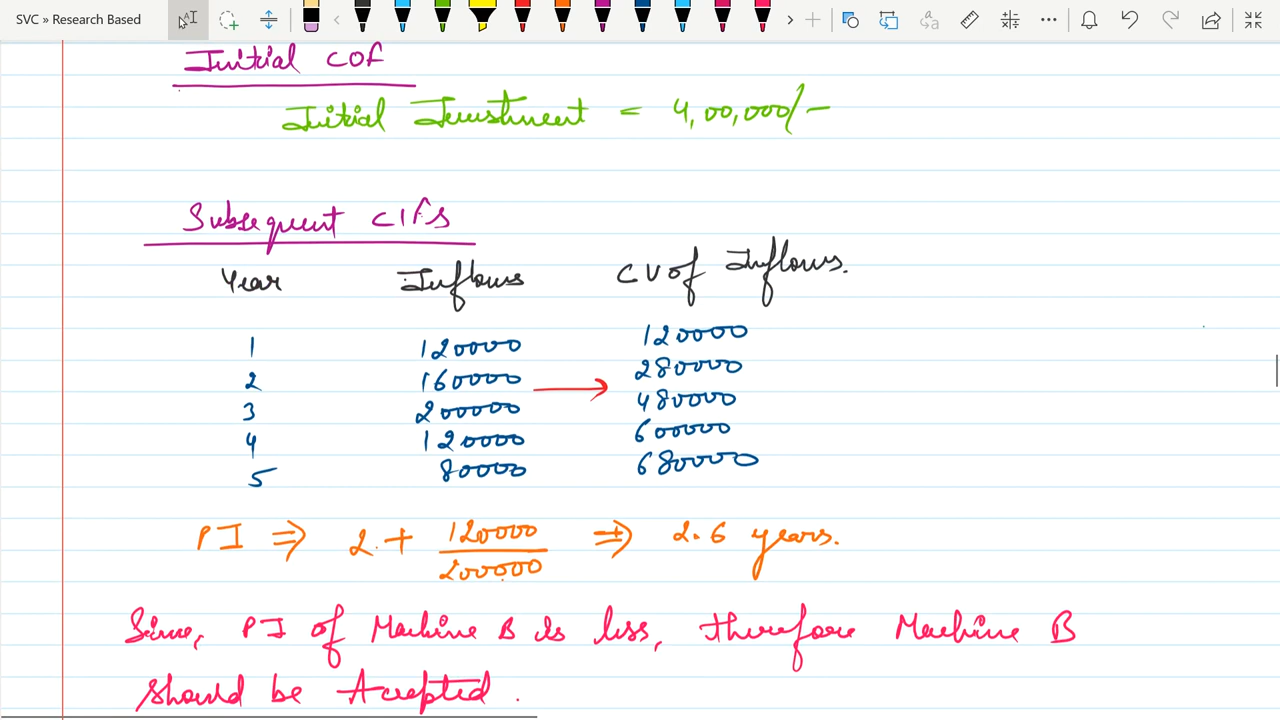 SVC » Research Based
Initial COF
Initial Investment = 4,00,000/-
Subsequent CIFs
Year Inflows CV of Inflows.
1 120000 120000
2 160000 → 280000
3 200000 480000
4 120000 600000
5 80000 680000
PI ⇒ 2 + 120000/200000 ⇒ 2.6 years.
Since, PI of Machine B is less, therefore Machine B
should be Accepted.